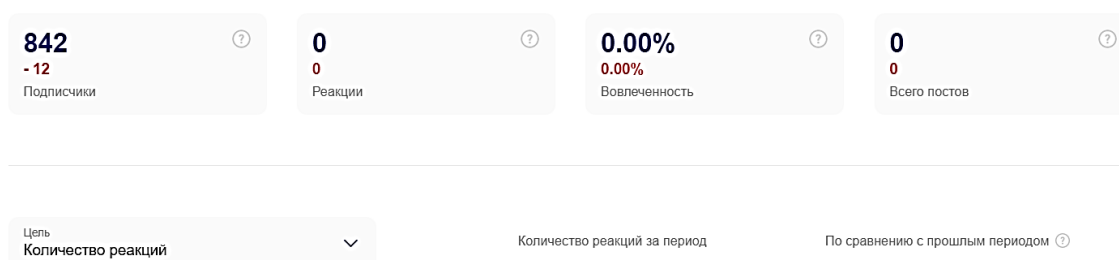 842
- 12
Подписчики
0
0
Реакции
0.00%
0.00%
Вовлеченность
0
0
Всего постов
Цель
Количество реакций
Количество реакций за период
По сравнению с прошлым периодом